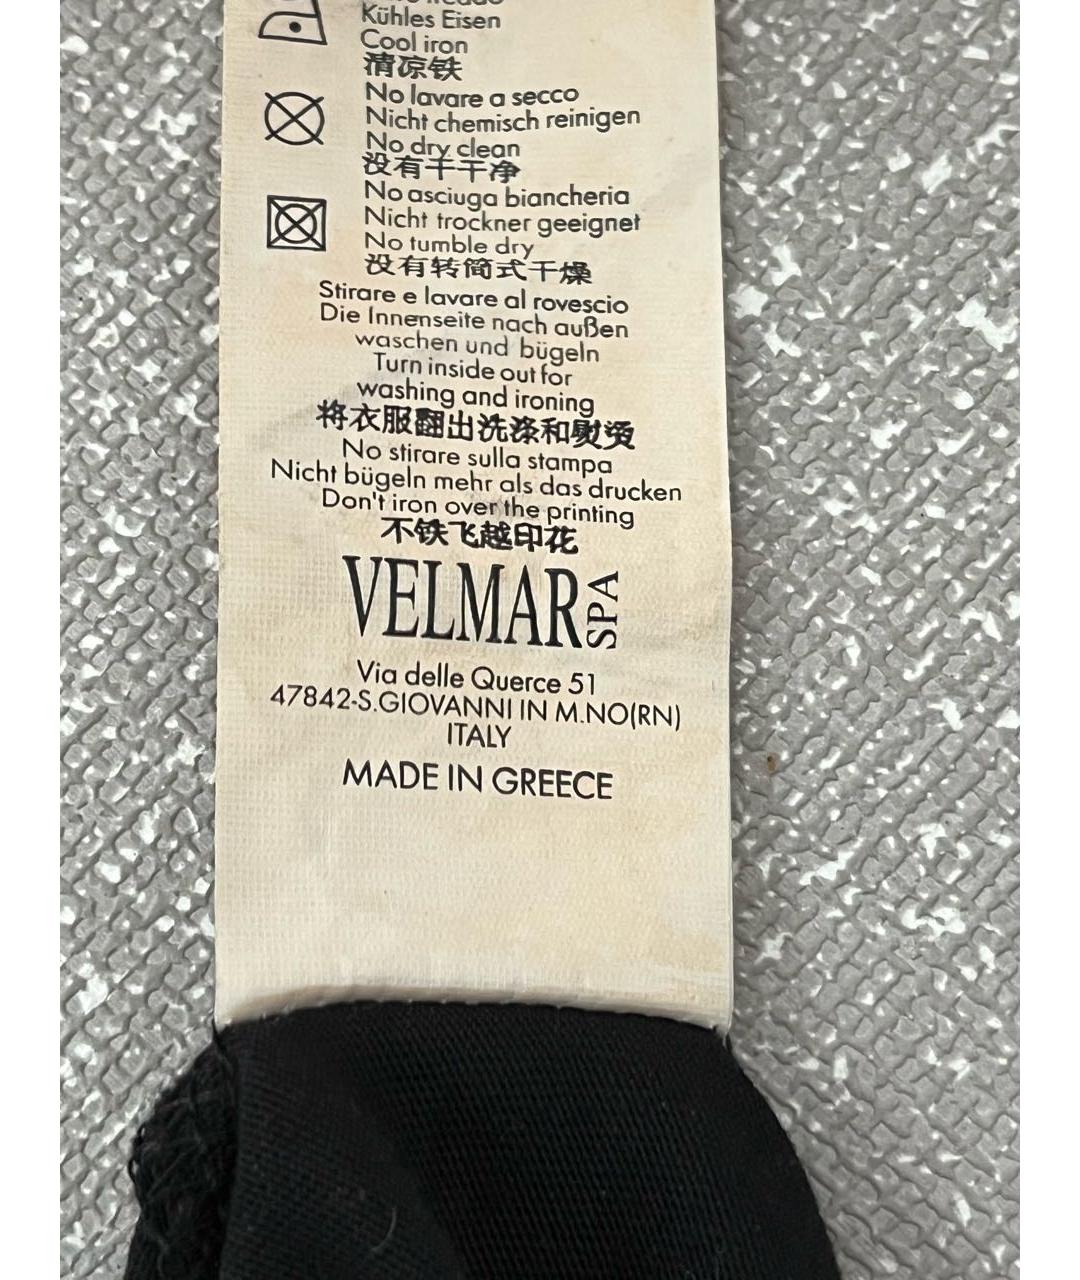 Kühles Eisen
Cool iron
清凉铁
No lavare a secco
Nicht chemisch reinigen
No dry clean
没有干干净
No asciuga biancheria
Nicht trockner geeignet
No tumble dry
没有转筒式干燥
Stirare e lavare al rovescio
Die Innenseite nach außen
waschen und bügeln
Turn inside out for
washing and ironing
将衣服翻出洗涤和熨烫
No stirare sulla stampa
Nicht bügeln mehr als das drucken
Don't iron over the printing
不铁飞越印花
VELMAR SPA
Via delle Querce 51
47842-S.GIOVANNI IN M.NO(RN)
ITALY
MADE IN GREECE